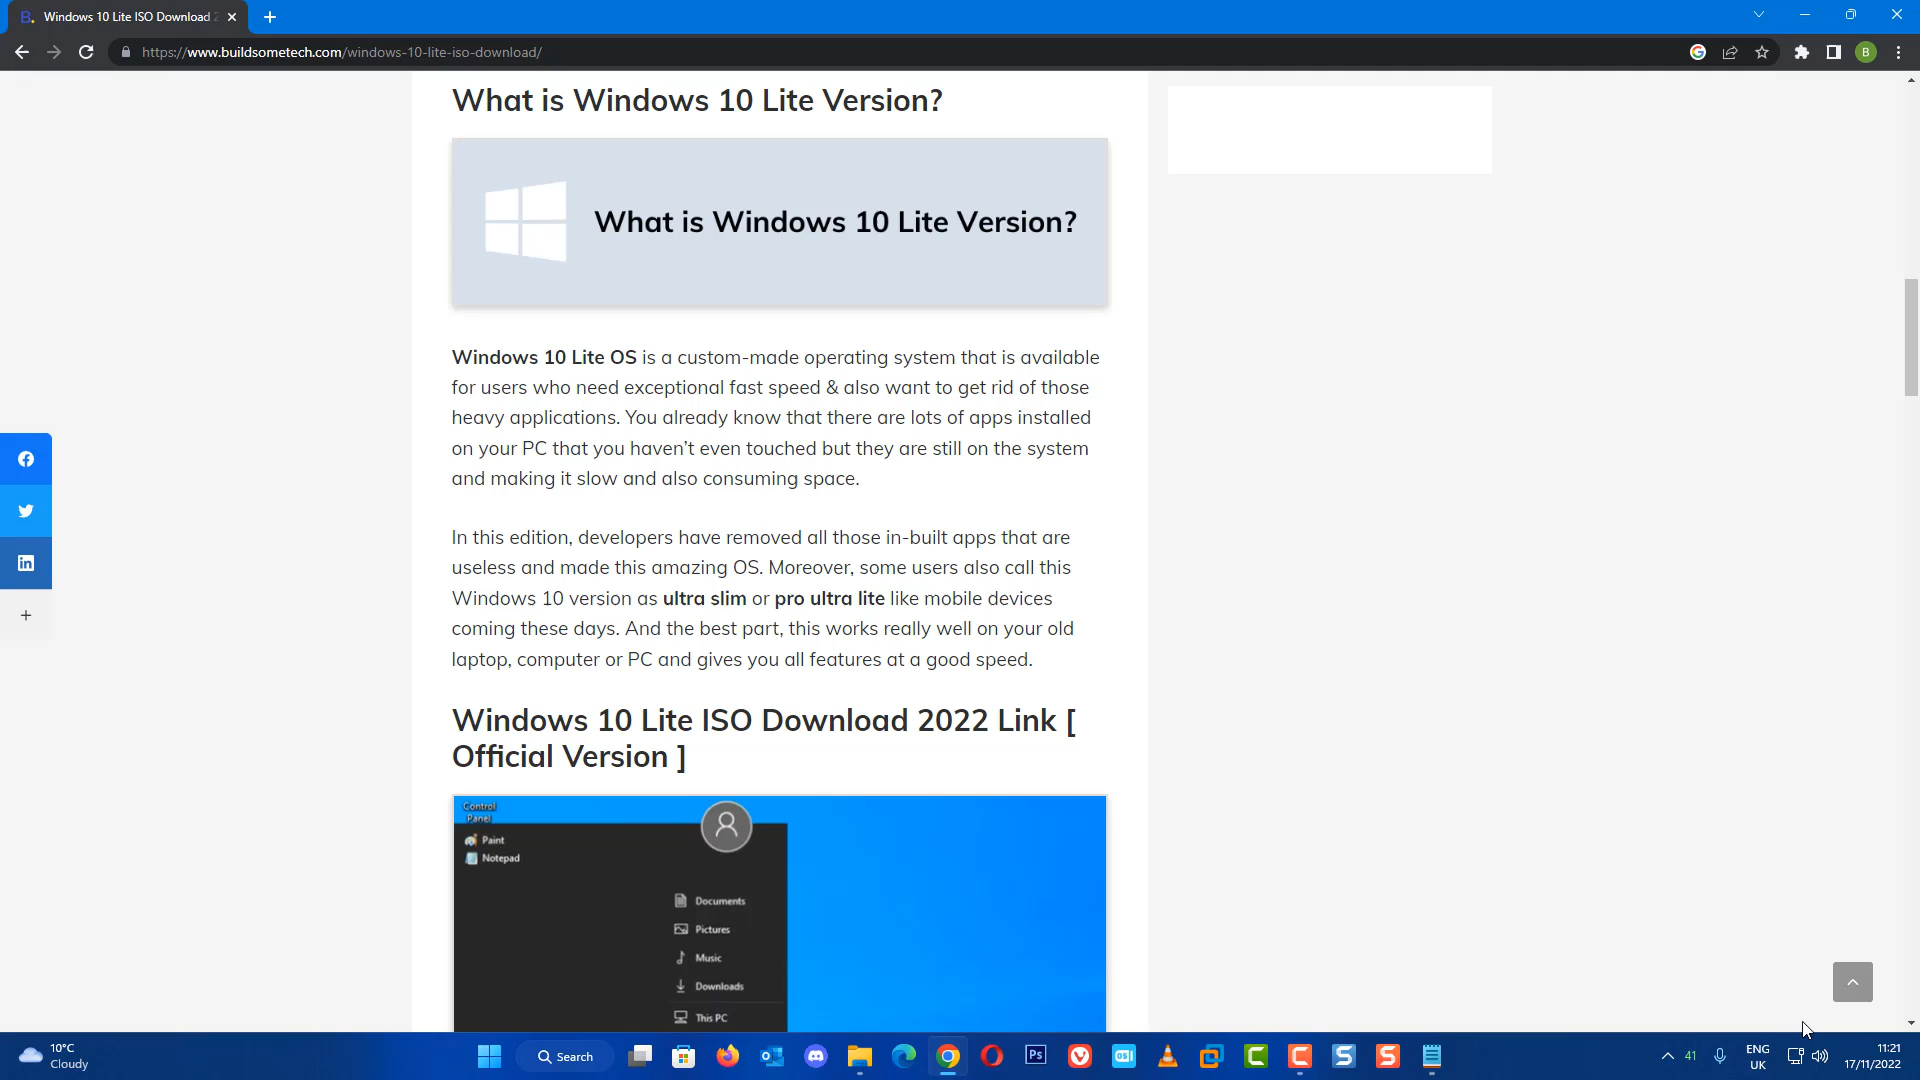 Windows 10 Lite ISO Download 2
https://www.buildsometech.com/windows-10-lite-iso-download/
B
What is Windows 10 Lite Version?
What is Windows 10 Lite Version?
Windows 10 Lite OS is a custom-made operating system that is available
for users who need exceptional fast speed & also want to get rid of those
heavy applications. You already know that there are lots of apps installed
on your PC that you haven't even touched but they are still on the system
and making it slow and also consuming space.
In this edition, developers have removed all those in-built apps that are
useless and made this amazing OS. Moreover, some users also call this
Windows 10 version as ultra slim or pro ultra lite like mobile devices
coming these days. And the best part, this works really well on your old
laptop, computer or PC and gives you all features at a good speed.
Windows 10 Lite ISO Download 2022 Link [
Official Version ]
Control
Panel
Paint
Notepad
Documents
Pictures
Music
Downloads
This PC
10°C
Cloudy
Search
41
ENG
UK
11:21
17/11/2022